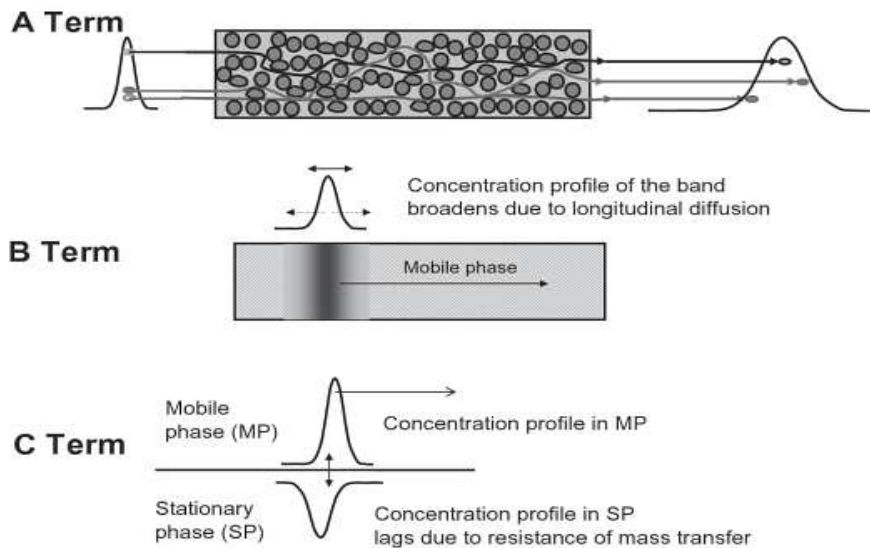 A Term
Concentration profile of the band
broadens due to longitudinal diffusion
B Term
Mobile phase
Mobile
phase (MP)
Concentration profile in MP
C Term
Stationary
phase (SP)
Concentration profile in SP
lags due to resistance of mass transfer